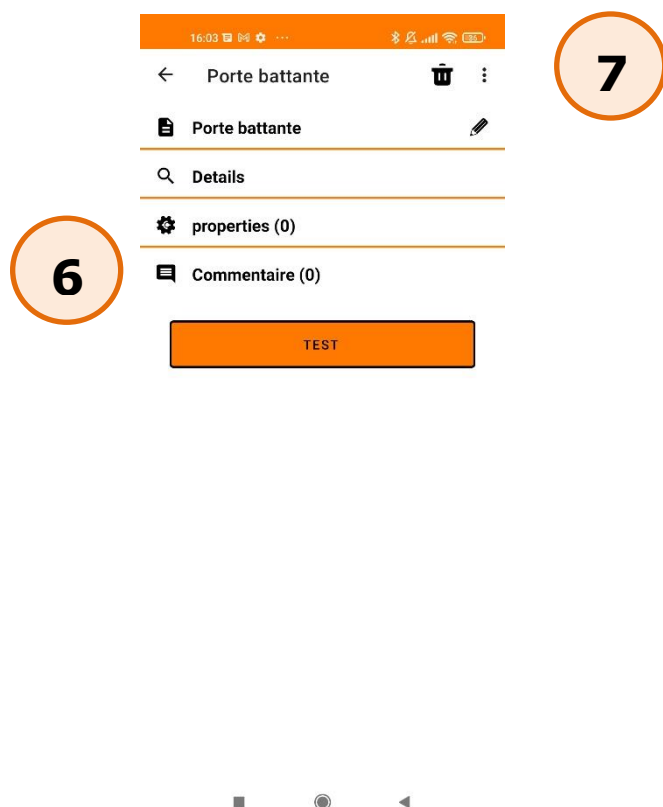 16:03
7
Porte battante
Porte battante
Details
properties (0)
6
Commentaire (0)
TEST